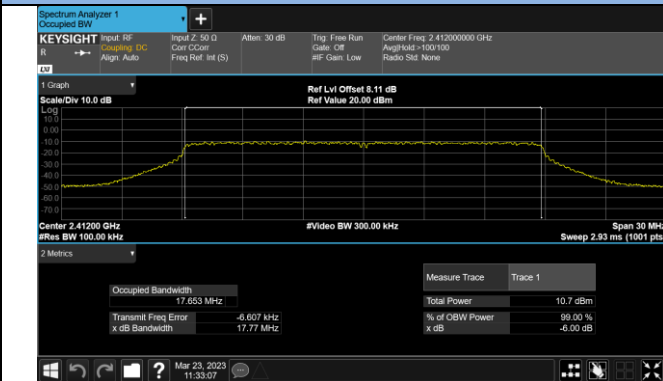 Spectrum Analyzer 1
Occupied BW
+
KEYSIGHT Input: RF Input Z: 50 Ω Atten: 30 dB Trig: Free Run Center Freq: 2.412000000 GHz
R Coupling: DC Corr CCorr Gate: Off Avg|Hold:>100/100
Align: Auto Freq Ref: Int (S) #IF Gain: Low Radio Std: None
LXI
1 Graph
Ref Lvl Offset 8.11 dB
Scale/Div 10.0 dB Ref Value 20.00 dBm
Log
10.0
0.00
-10.0
-20.0
-30.0
-40.0
-50.0
-60.0
-70.0
Center 2.41200 GHz #Video BW 300.00 kHz Span 30 MHz
#Res BW 100.00 kHz Sweep 2.93 ms (1001 pts)
2 Metrics
Measure Trace Trace 1
Occupied Bandwidth
17.653 MHz Total Power 10.7 dBm
Transmit Freq Error -6.607 kHz % of OBW Power 99.00 %
x dB Bandwidth 17.77 MHz x dB -6.00 dB
? Mar 23, 2023
11:33:07